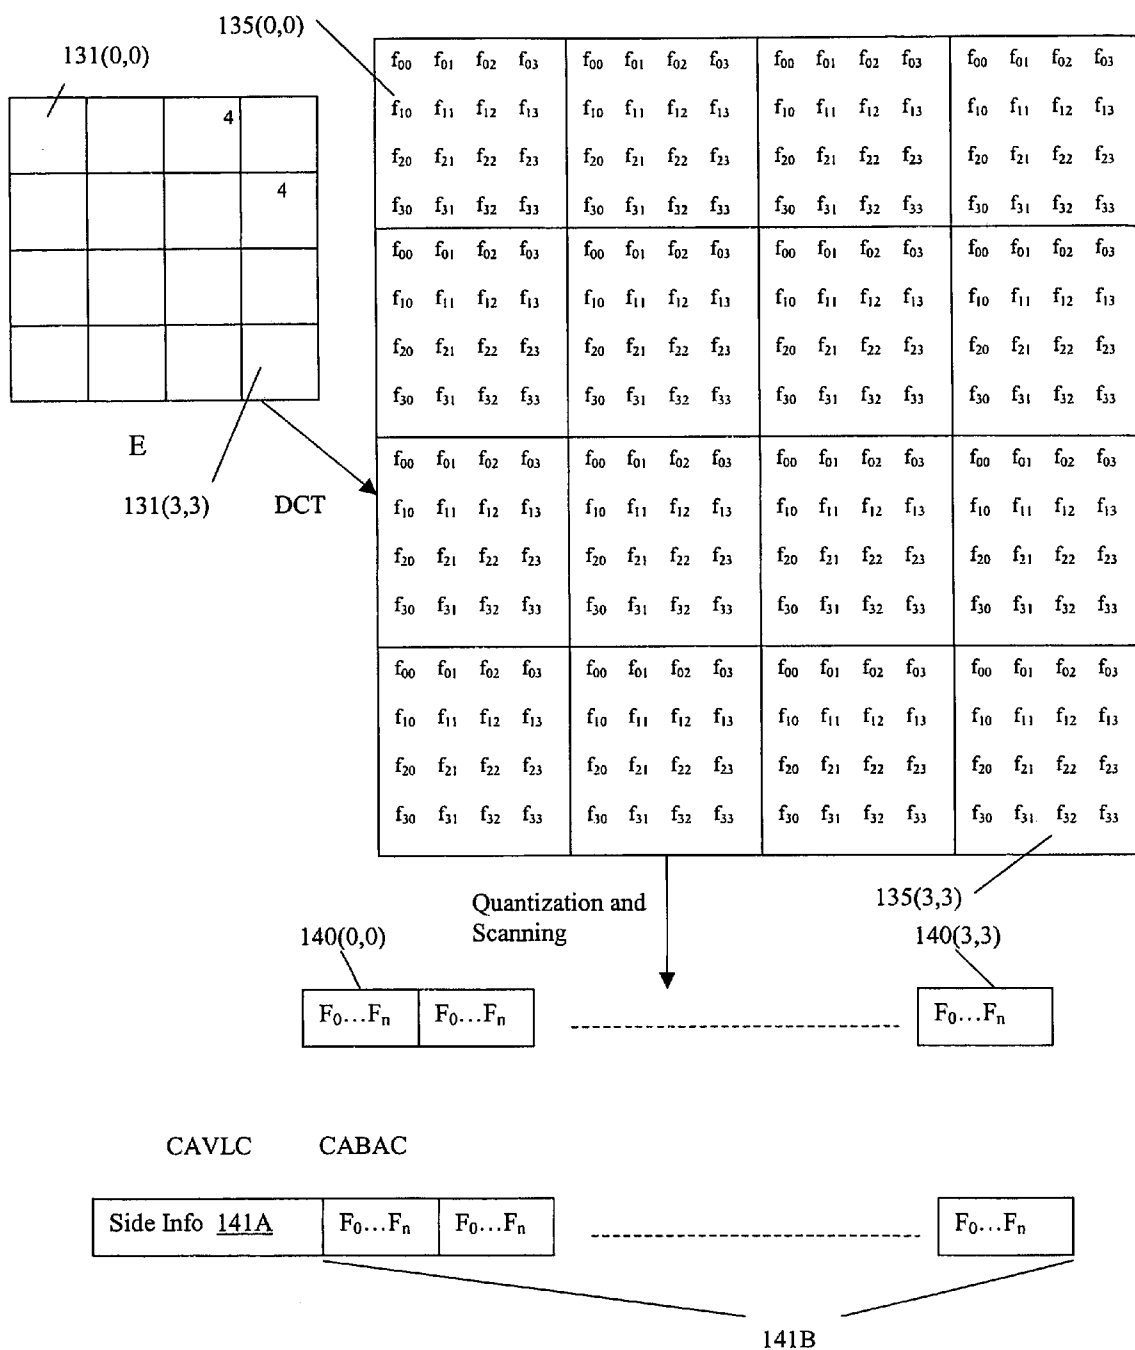 135(0,0)
131(0,0)
4
4
E
131(3,3) DCT
f₀₀ f₀₁ f₀₂ f₀₃ f₀₀ f₀₁ f₀₂ f₀₃ f₀₀ f₀₁ f₀₂ f₀₃ f₀₀ f₀₁ f₀₂ f₀₃
f₁₀ f₁₁ f₁₂ f₁₃ f₁₀ f₁₁ f₁₂ f₁₃ f₁₀ f₁₁ f₁₂ f₁₃ f₁₀ f₁₁ f₁₂ f₁₃
f₂₀ f₂₁ f₂₂ f₂₃ f₂₀ f₂₁ f₂₂ f₂₃ f₂₀ f₂₁ f₂₂ f₂₃ f₂₀ f₂₁ f₂₂ f₂₃
f₃₀ f₃₁ f₃₂ f₃₃ f₃₀ f₃₁ f₃₂ f₃₃ f₃₀ f₃₁ f₃₂ f₃₃ f₃₀ f₃₁ f₃₂ f₃₃
f₀₀ f₀₁ f₀₂ f₀₃ f₀₀ f₀₁ f₀₂ f₀₃ f₀₀ f₀₁ f₀₂ f₀₃ f₀₀ f₀₁ f₀₂ f₀₃
f₁₀ f₁₁ f₁₂ f₁₃ f₁₀ f₁₁ f₁₂ f₁₃ f₁₀ f₁₁ f₁₂ f₁₃ f₁₀ f₁₁ f₁₂ f₁₃
f₂₀ f₂₁ f₂₂ f₂₃ f₂₀ f₂₁ f₂₂ f₂₃ f₂₀ f₂₁ f₂₂ f₂₃ f₂₀ f₂₁ f₂₂ f₂₃
f₃₀ f₃₁ f₃₂ f₃₃ f₃₀ f₃₁ f₃₂ f₃₃ f₃₀ f₃₁ f₃₂ f₃₃ f₃₀ f₃₁ f₃₂ f₃₃
f₀₀ f₀₁ f₀₂ f₀₃ f₀₀ f₀₁ f₀₂ f₀₃ f₀₀ f₀₁ f₀₂ f₀₃ f₀₀ f₀₁ f₀₂ f₀₃
f₁₀ f₁₁ f₁₂ f₁₃ f₁₀ f₁₁ f₁₂ f₁₃ f₁₀ f₁₁ f₁₂ f₁₃ f₁₀ f₁₁ f₁₂ f₁₃
f₂₀ f₂₁ f₂₂ f₂₃ f₂₀ f₂₁ f₂₂ f₂₃ f₂₀ f₂₁ f₂₂ f₂₃ f₂₀ f₂₁ f₂₂ f₂₃
f₃₀ f₃₁ f₃₂ f₃₃ f₃₀ f₃₁ f₃₂ f₃₃ f₃₀ f₃₁ f₃₂ f₃₃ f₃₀ f₃₁ f₃₂ f₃₃
f₀₀ f₀₁ f₀₂ f₀₃ f₀₀ f₀₁ f₀₂ f₀₃ f₀₀ f₀₁ f₀₂ f₀₃ f₀₀ f₀₁ f₀₂ f₀₃
f₁₀ f₁₁ f₁₂ f₁₃ f₁₀ f₁₁ f₁₂ f₁₃ f₁₀ f₁₁ f₁₂ f₁₃ f₁₀ f₁₁ f₁₂ f₁₃
f₂₀ f₂₁ f₂₂ f₂₃ f₂₀ f₂₁ f₂₂ f₂₃ f₂₀ f₂₁ f₂₂ f₂₃ f₂₀ f₂₁ f₂₂ f₂₃
f₃₀ f₃₁ f₃₂ f₃₃ f₃₀ f₃₁ f₃₂ f₃₃ f₃₀ f₃₁ f₃₂ f₃₃ f₃₀ f₃₁ f₃₂ f₃₃
135(3,3)
Quantization and
Scanning
140(0,0) 140(3,3)
F₀…Fₙ F₀…Fₙ F₀…Fₙ
CAVLC CABAC
Side Info 141A F₀…Fₙ F₀…Fₙ F₀…Fₙ
141B